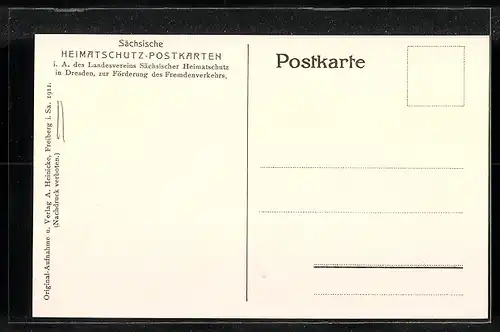 Sächsische
HEIMATSCHUTZ-POSTKARTEN
i. A. des Landesvereins Sächsischer Heimatschutz
in Dresden, zur Förderung des Fremdenverkehrs.
Postkarte
Original-Aufnahme u. Verlag A. Heinicke, Freiberg i. Sa. 1912.
(Nachdruck verboten.)